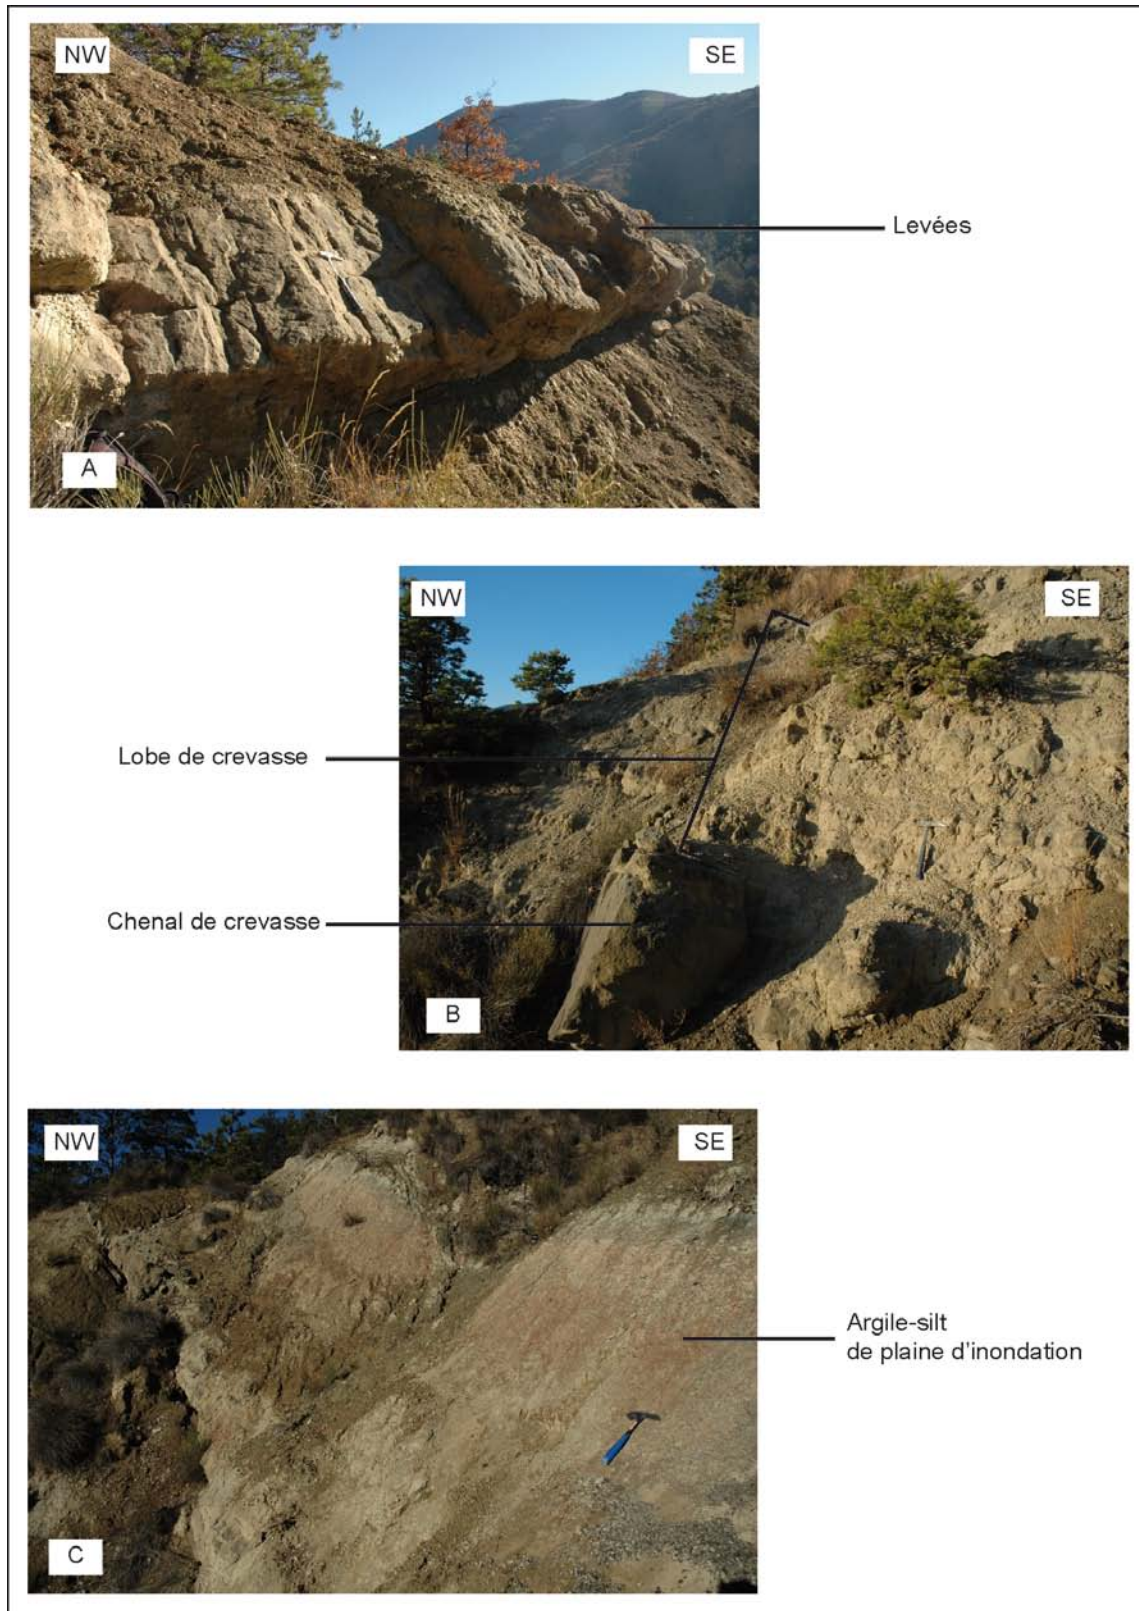 NW
SE
Levées
A
NW
SE
Lobe de crevasse
Chenal de crevasse
B
NW
SE
Argile-silt
de plaine d'inondation
C